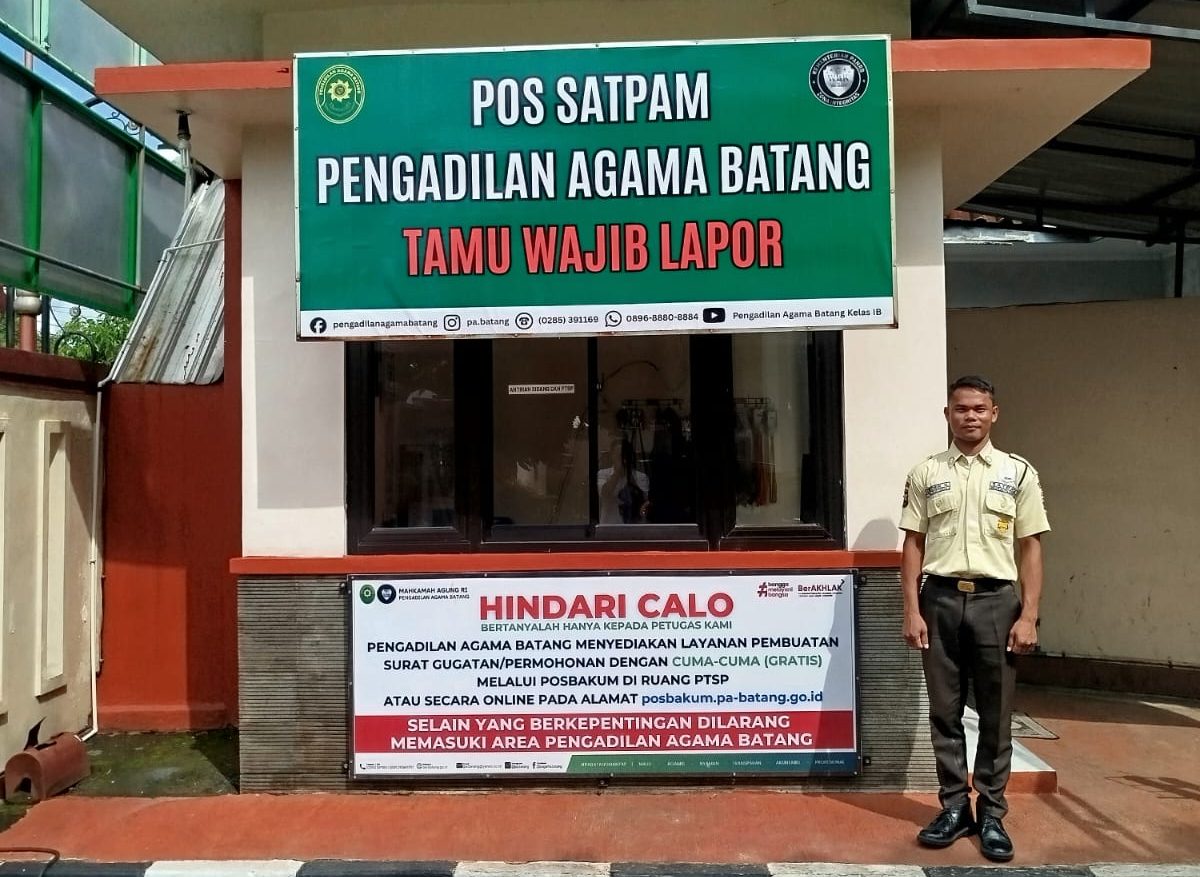 POS SATPAM
PENGADILAN AGAMA BATANG
TAMU WAJIB LAPOR
pengadilanagamabatang pa.batang (0285) 391169 0896-8880-8884 Pengadilan Agama Batang Kelas IB
MAHKAMAH AGUNG RI
PENGADILAN AGAMA BATANG
#bangga melayani bangsa
BerAKHLAK
HINDARI CALO
BERTANYALAH HANYA KEPADA PETUGAS KAMI
PENGADILAN AGAMA BATANG MENYEDIAKAN LAYANAN PEMBUATAN
SURAT GUGATAN/PERMOHONAN DENGAN CUMA-CUMA (GRATIS)
MELALUI POSBAKUM DI RUANG PTSP
ATAU SECARA ONLINE PADA ALAMAT posbakum.pa-batang.go.id
SELAIN YANG BERKEPENTINGAN DILARANG
MEMASUKI AREA PENGADILAN AGAMA BATANG